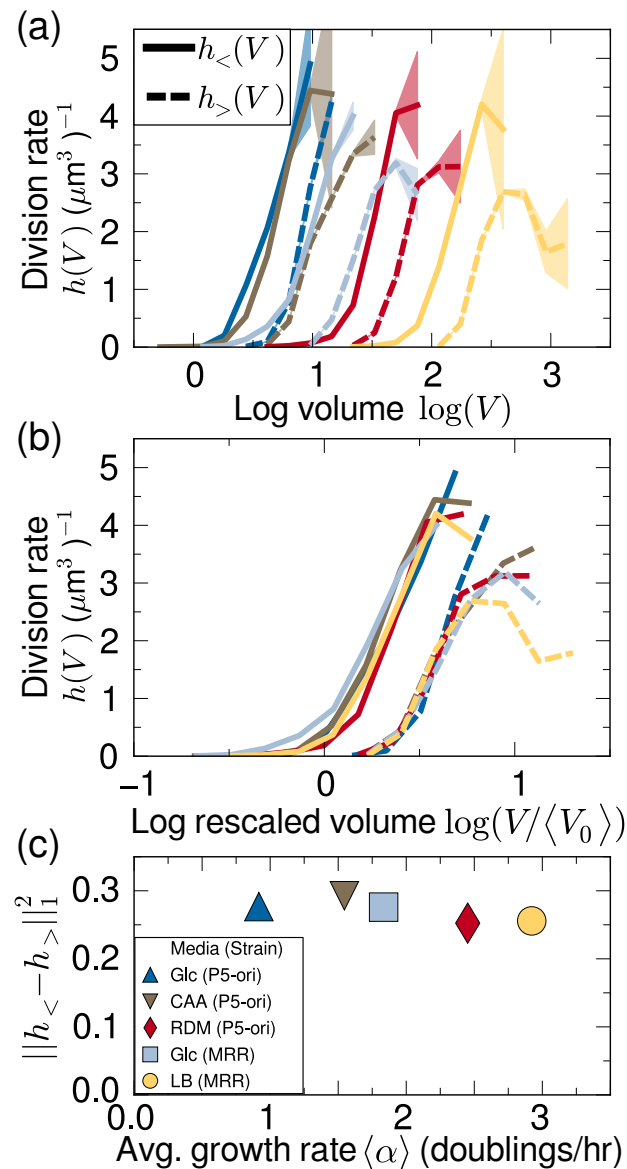 (a)
h<(V)
h>(V)
5
4
3
2
1
0
Division rate
h(V) (μm³)⁻¹
0 1 2 3
Log volume log(V)
(b)
5
4
3
2
1
0
Division rate
h(V) (μm³)⁻¹
−1 0 1
Log rescaled volume log(V/⟨V₀⟩)
(c)
0.3
0.2
0.1
0.0
||h<−h>||₁²
Media (Strain)
Glc (P5-ori)
CAA (P5-ori)
RDM (P5-ori)
Glc (MRR)
LB (MRR)
0.0 1 2 3
Avg. growth rate ⟨α⟩ (doublings/hr)